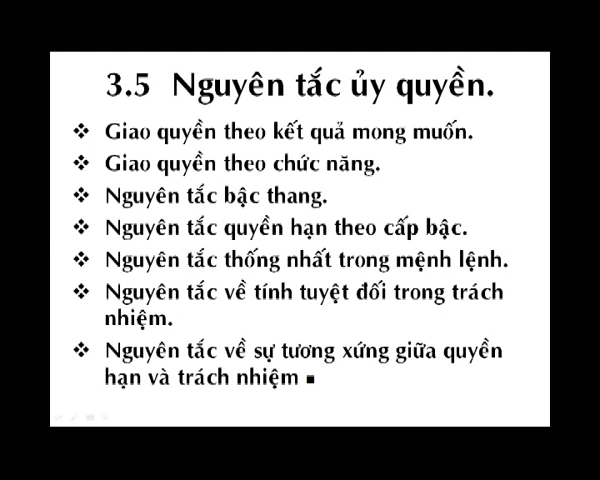 3.5 Nguyên tắc ủy quyền.
❖ Giao quyền theo kết quả mong muốn.
❖ Giao quyền theo chức năng.
❖ Nguyên tắc bậc thang.
❖ Nguyên tắc quyền hạn theo cấp bậc.
❖ Nguyên tắc thống nhất trong mệnh lệnh.
❖ Nguyên tắc về tính tuyệt đối trong trách
nhiệm.
❖ Nguyên tắc về sự tương xứng giữa quyền
hạn và trách nhiệm ■